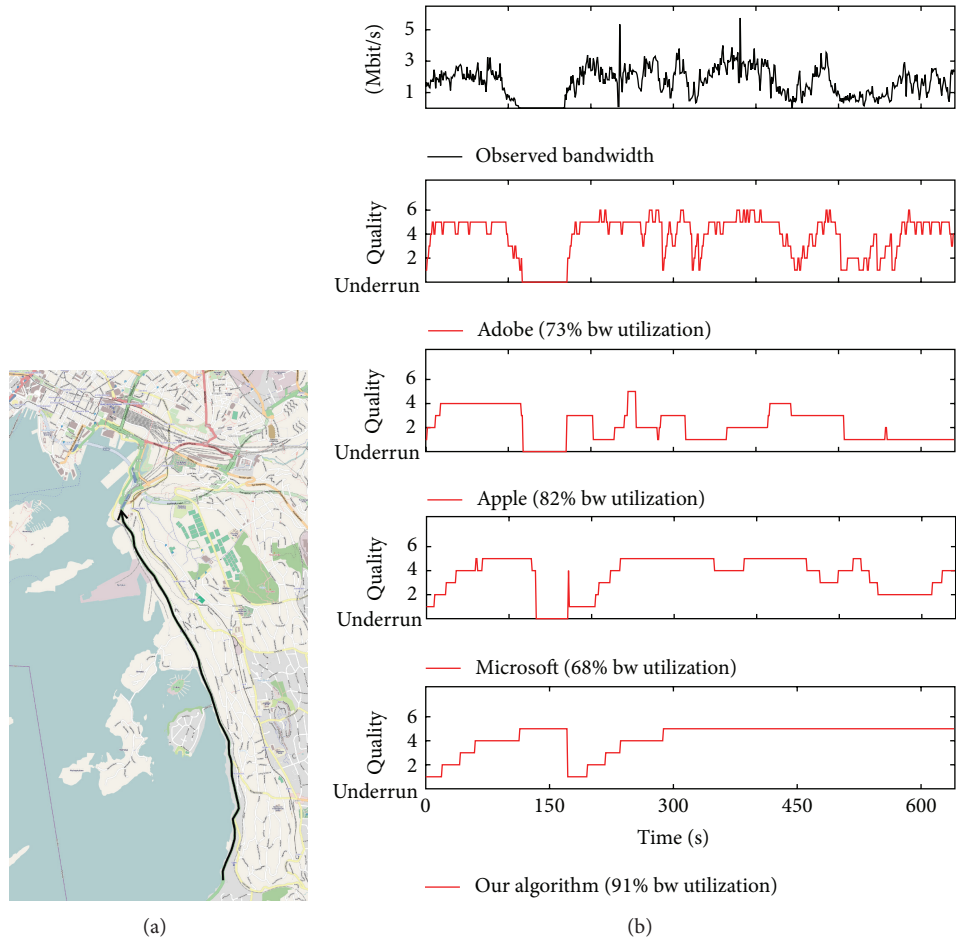 (Mbit/s)
5
3
1
Observed bandwidth
Quality
6
4
2
Underrun
Adobe (73% bw utilization)
Quality
6
4
2
Underrun
Apple (82% bw utilization)
Quality
6
4
2
Underrun
Microsoft (68% bw utilization)
Quality
6
4
2
Underrun
0 150 300 450 600
Time (s)
Our algorithm (91% bw utilization)
(a) (b)